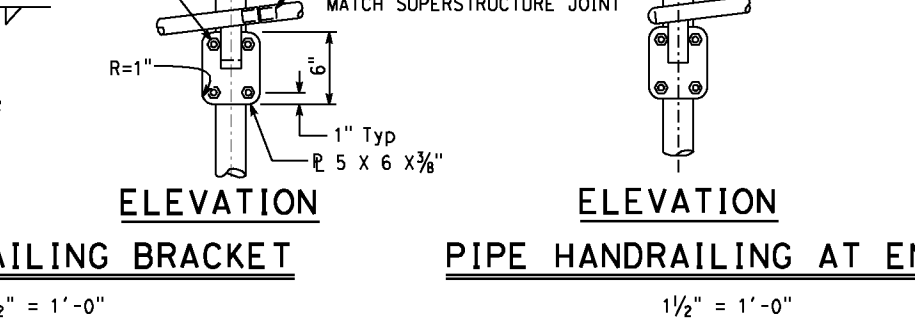 MATCH SUPERSTRUCTURE JOINT
R=1"
6"
1" Typ
℄ 5 X 6 X⅜"
ELEVATION
ELEVATION
AILING BRACKET
PIPE HANDRAILING AT EN
½" = 1'-0"
1½" = 1'-0"